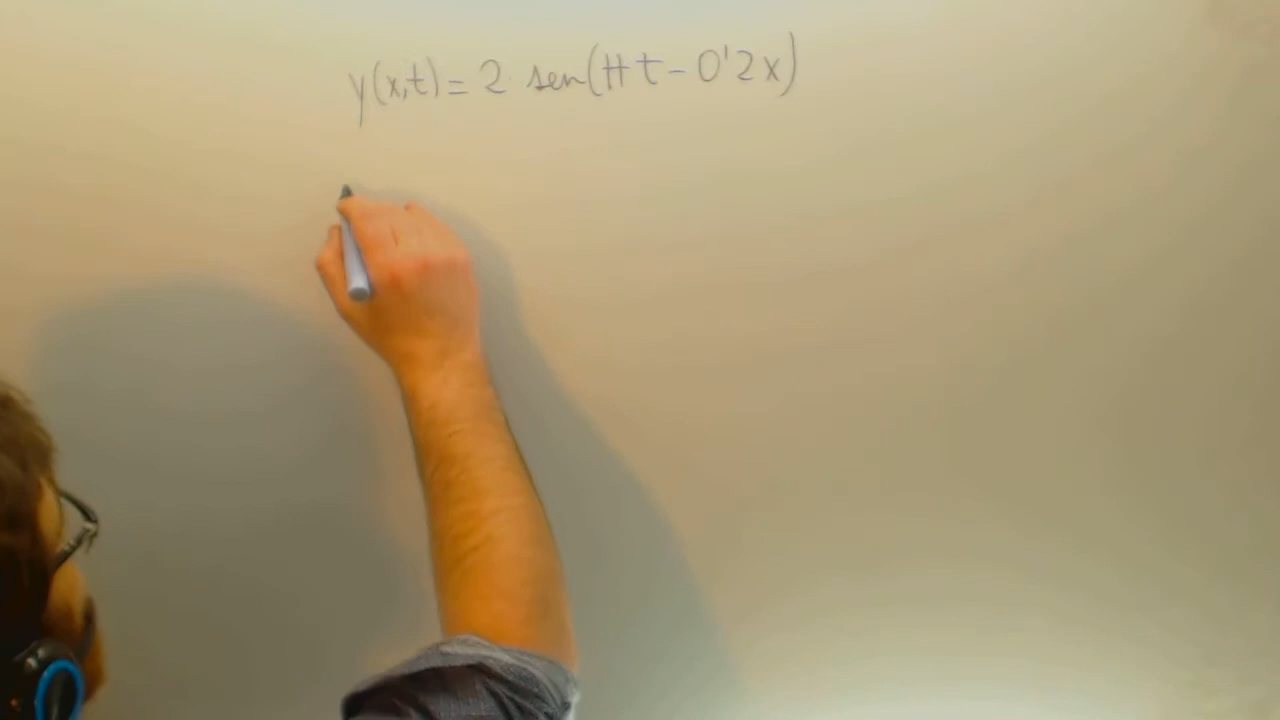 y(x,t) = 2 · sen(πt - 0'2x)